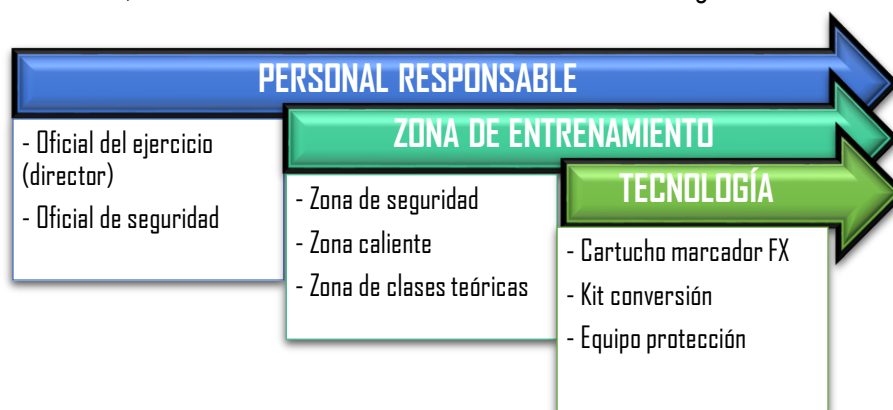 PERSONAL RESPONSABLE
- Oficial del ejercicio
(director)
- Oficial de seguridad
ZONA DE ENTRENAMIENTO
- Zona de seguridad
- Zona caliente
- Zona de clases teóricas
TECNOLOGÍA
- Cartucho marcador FX
- Kit conversión
- Equipo protección